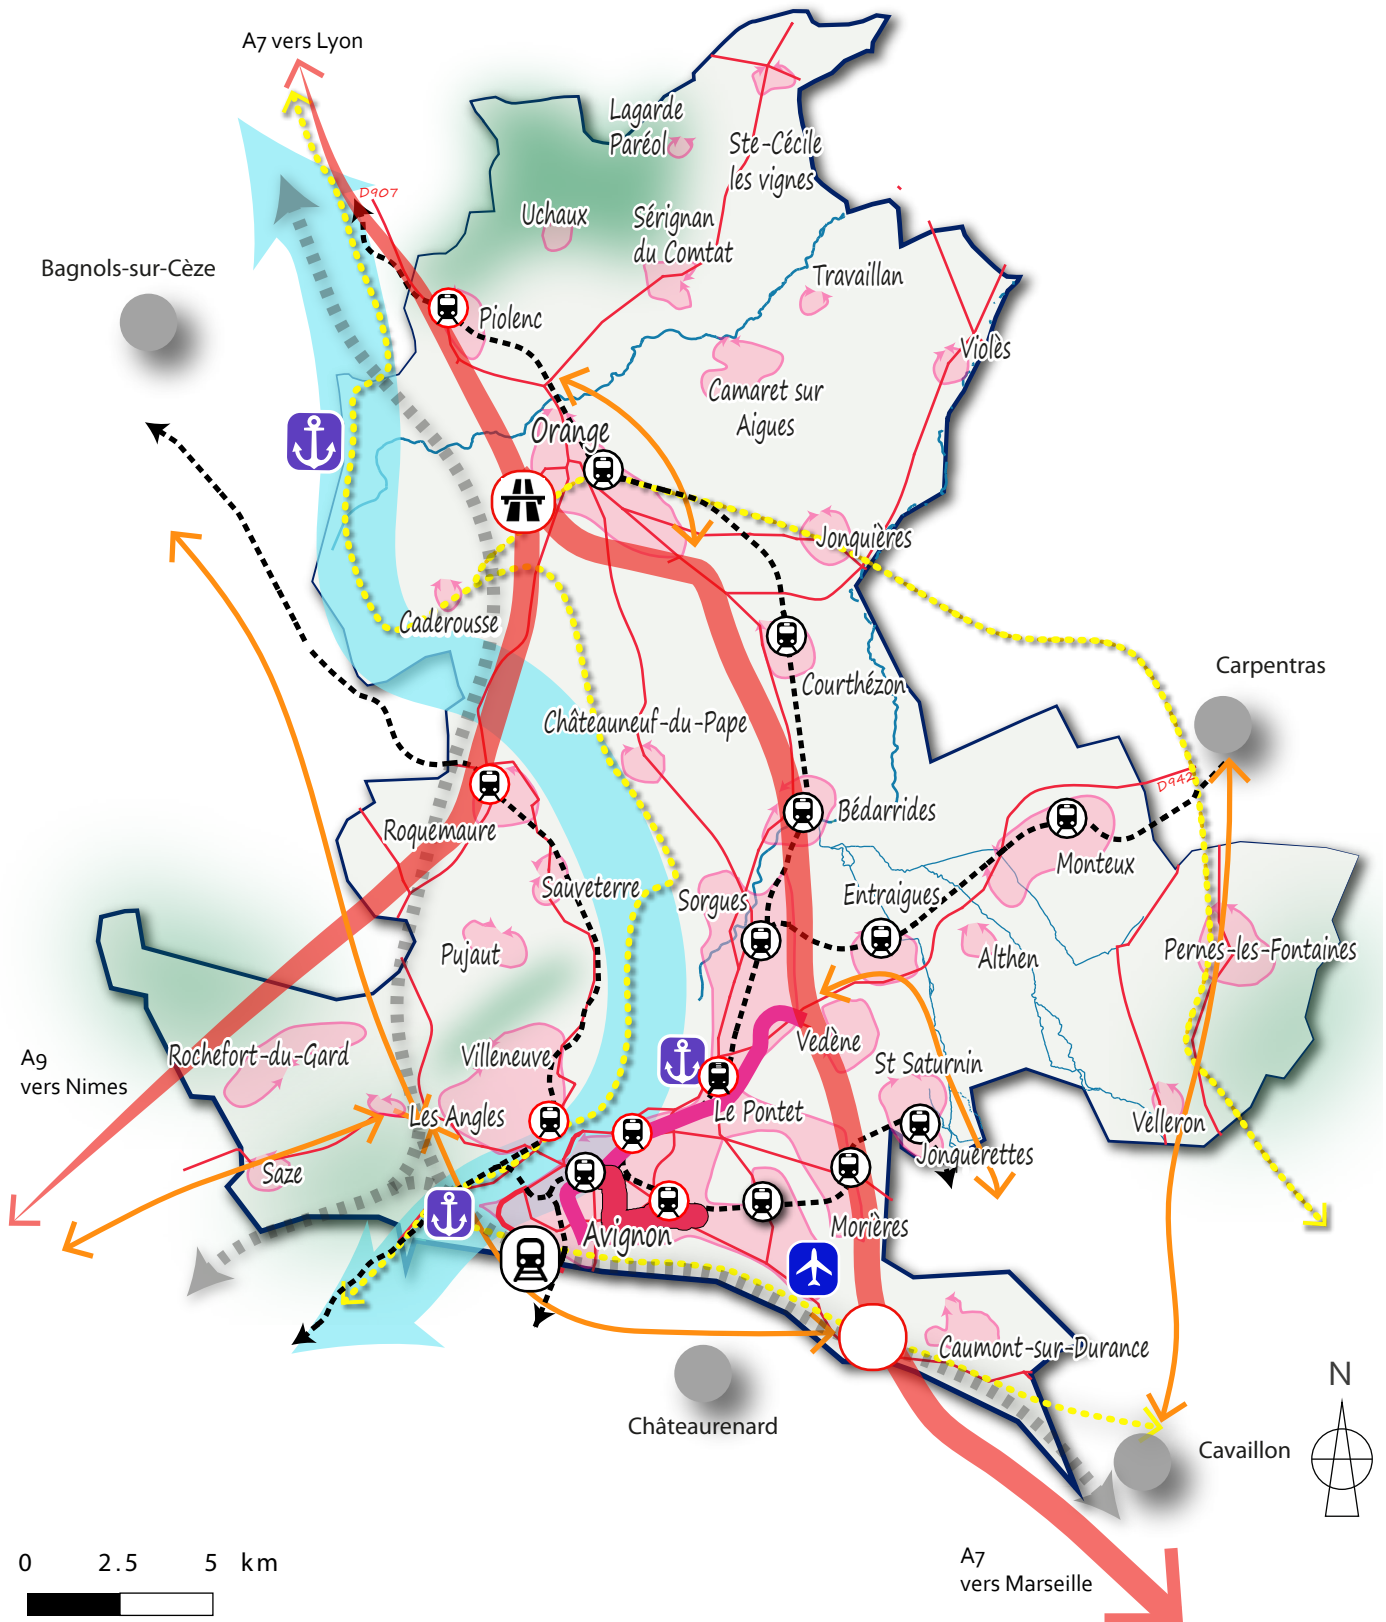 A7 vers Lyon
Lagarde
Paréol
Ste-Cécile
les vignes
D907
Uchaux
Sérignan
du Comtat
Bagnols-sur-Cèze
Travaillan
Piolenc
Violès
Camaret sur
Aigues
Orange
Jonquières
Caderousse
Carpentras
Courthézon
Châteauneuf-du-Pape
D942
Bédarrides
Roquemaure
Monteux
Sauveterre
Sorgues
Entraigues
Pujaut
Althen
Pernes-les-Fontaines
Rochefort-du-Gard
Villeneuve
Vedène
A9
vers Nimes
St Saturnin
Les Angles
Le Pontet
Velleron
Jonquerettes
Saze
Morières
Avignon
Caumont-sur-Durance
N
Châteaurenard
Cavaillon
0 2.5 5 km
A7
vers Marseille